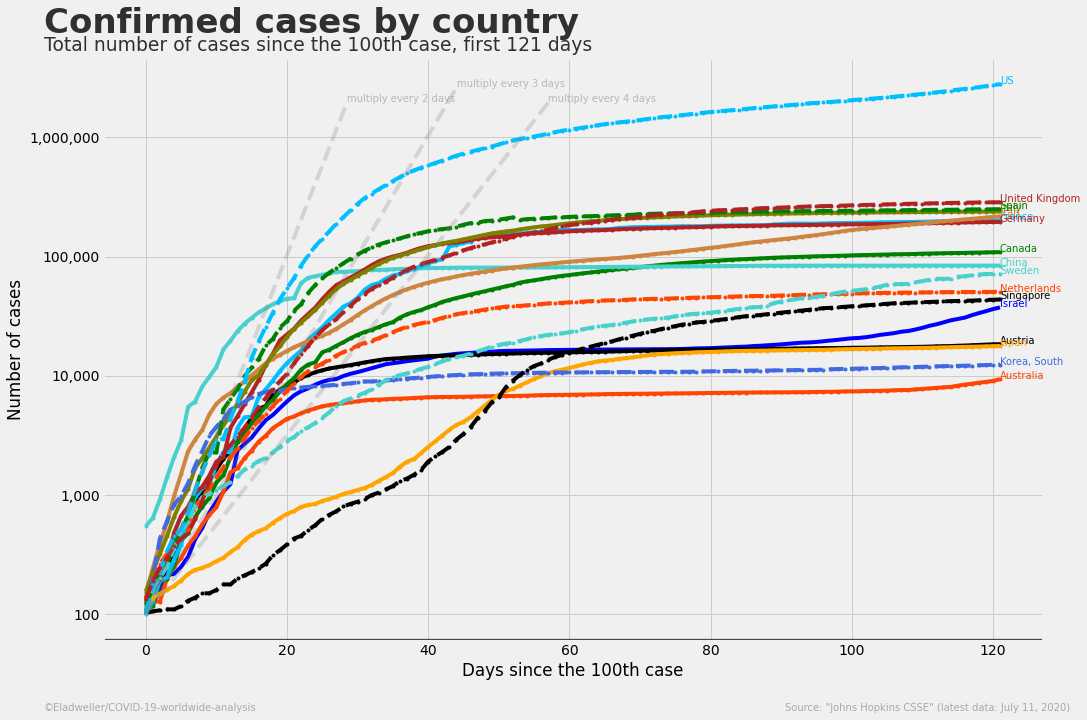 Confirmed cases by country
Total number of cases since the 100th case, first 121 days
multiply every 3 days
multiply every 2 days
multiply every 4 days
US
1,000,000
United Kingdom
Spain
Germany
100,000
Canada
China
Sweden
Netherlands
Singapore
Israel
Austria
Korea, South
10,000
Australia
1,000
100
Number of cases
0
20
40
60
80
100
120
Days since the 100th case
©Eladweller/COVID-19-worldwide-analysis
Source: "Johns Hopkins CSSE" (latest data: July 11, 2020)